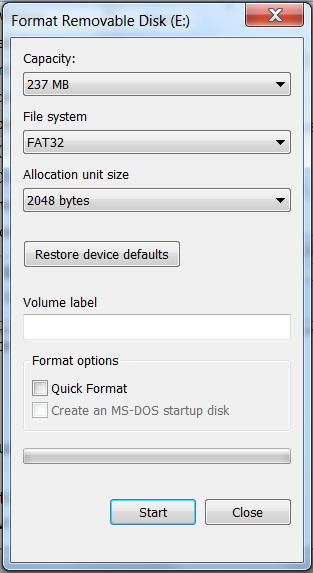 Format Removable Disk (E:)
Capacity:
237 MB
File system
FAT32
Allocation unit size
2048 bytes
Restore device defaults
Volume label
Format options
Quick Format
Create an MS-DOS startup disk
Start
Close